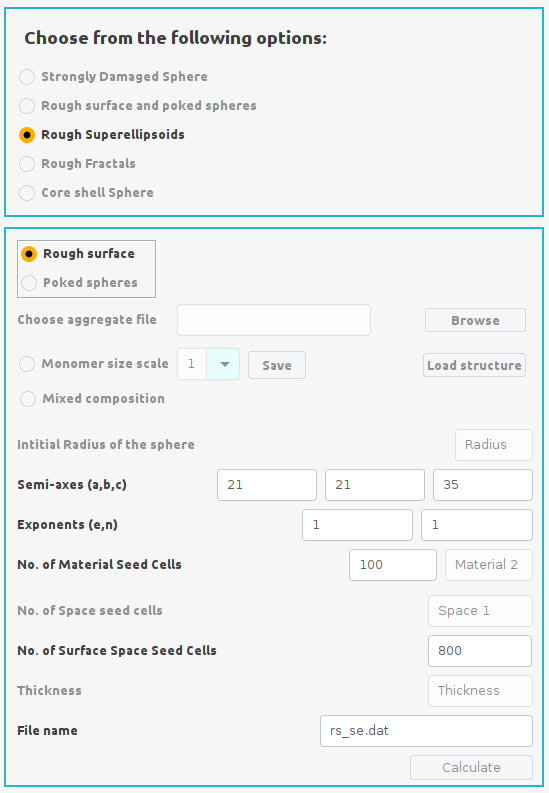 Choose from the following options:
Strongly Damaged Sphere
Rough surface and poked spheres
Rough Superellipsoids
Rough Fractals
Core shell Sphere
Rough surface
Poked spheres
Choose aggregate file Browse
Monomer size scale 1 Save Load structure
Mixed composition
Intitial Radius of the sphere Radius
Semi-axes (a,b,c) 21 21 35
Exponents (e,n) 1 1
No. of Material Seed Cells 100 Material 2
No. of Space seed cells Space 1
No. of Surface Space Seed Cells 800
Thickness Thickness
File name rs_se.dat
Calculate